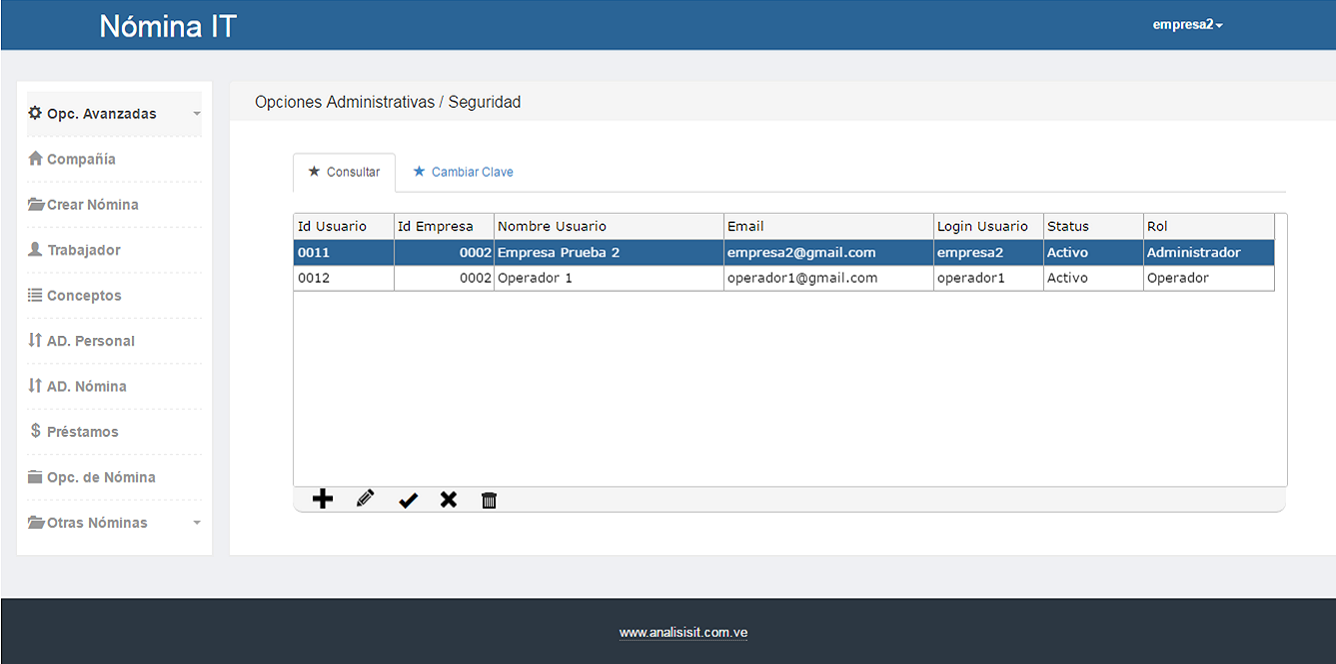 Nómina IT
empresa2
Opc. Avanzadas
Compañia
Crear Nómina
Trabajador
Conceptos
AD. Personal
AD. Nómina
$ Préstamos
Opc. de Nómina
Otras Nóminas
Opciones Administrativas / Seguridad
Consultar Cambiar Clave
Id Usuario Id Empresa Nombre Usuario Email Login Usuario Status Rol
0011 0002 Empresa Prueba 2 empresa2@gmail.com empresa2 Activo Administrador
0012 0002 Operador 1 operador1@gmail.com operador1 Activo Operador
www.analisisit.com.ve